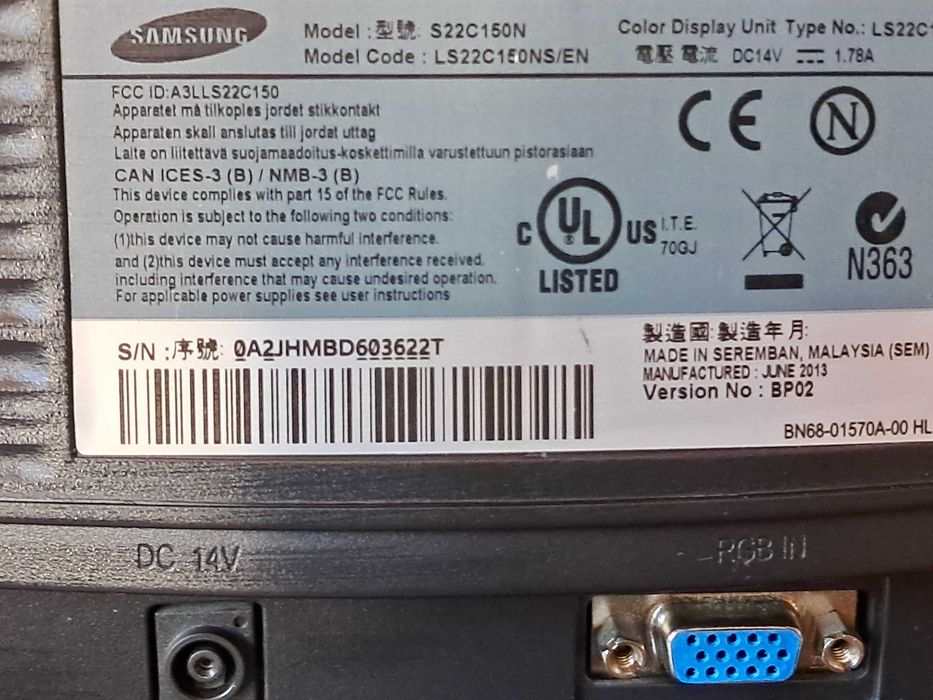 SAMSUNG
Model : 型號: S22C150N
Model Code : LS22C150NS/EN
Color Display Unit Type No.: LS22C1
電壓 電流 DC14V 1.78A
FCC ID:A3LLS22C150
Apparatet må tilkoples jordet stikkontakt
Apparaten skall anslutas till jordat uttag
Laite on liitettävä suojamaadoitus-koskettimilla varustettuun pistorasiaan
CAN ICES-3 (B) / NMB-3 (B)
This device complies with part 15 of the FCC Rules.
Operation is subject to the following two conditions:
(1)this device may not cause harmful interference.
and (2)this device must accept any interference received.
including interference that may cause undesired operation.
For applicable power supplies see user instructions
CE
N
C UL ® US
LISTED
I.T.E.
70GJ
N363
S/N : 序號: 0A2JHMBD603622T
製造國: 製造年月:
MADE IN SEREMBAN, MALAYSIA (SEM)
MANUFACTURED : JUNE 2013
Version No : BP02
BN68-01570A-00 HL
DC 14V
RGB IN